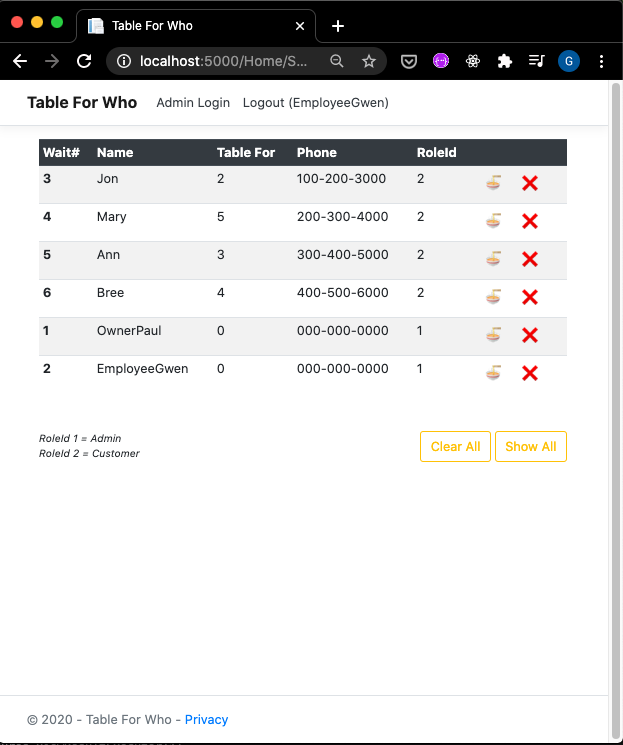 Table For Who
localhost:5000/Home/S...
G
Table For Who Admin Login Logout (EmployeeGwen)
Wait# Name Table For Phone RoleId
3 Jon 2 100-200-3000 2
4 Mary 5 200-300-4000 2
5 Ann 3 300-400-5000 2
6 Bree 4 400-500-6000 2
1 OwnerPaul 0 000-000-0000 1
2 EmployeeGwen 0 000-000-0000 1
RoleId 1 = Admin
RoleId 2 = Customer
Clear All Show All
© 2020 - Table For Who - Privacy